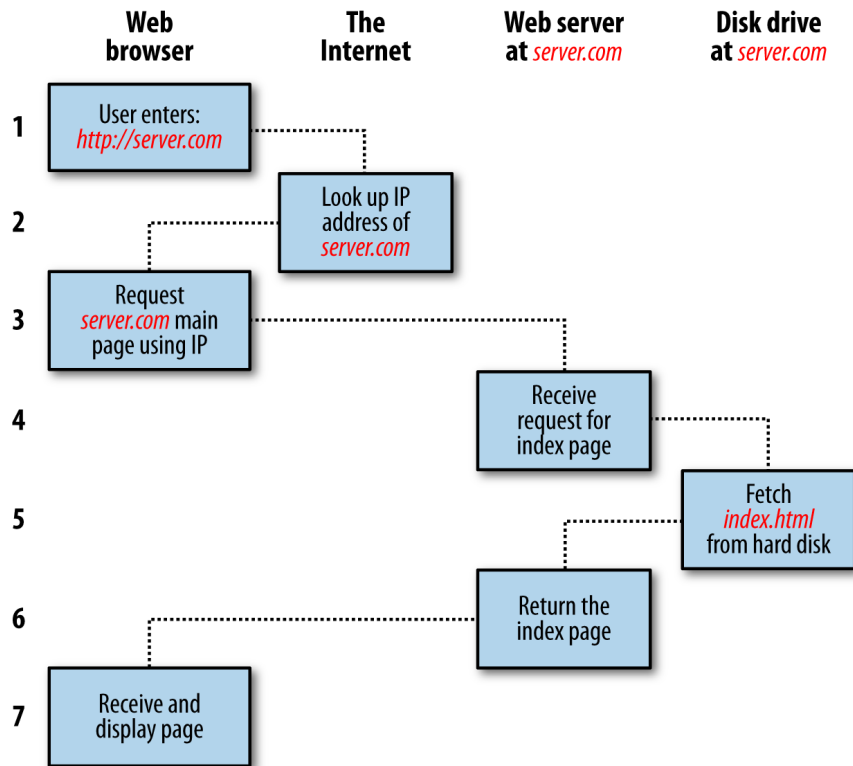 Web
browser
The
Internet
Web server
at server.com
Disk drive
at server.com
1
User enters:
http://server.com
2
Look up IP
address of
server.com
3
Request
server.com main
page using IP
4
Receive
request for
index page
5
Fetch
index.html
from hard disk
6
Return the
index page
7
Receive and
display page